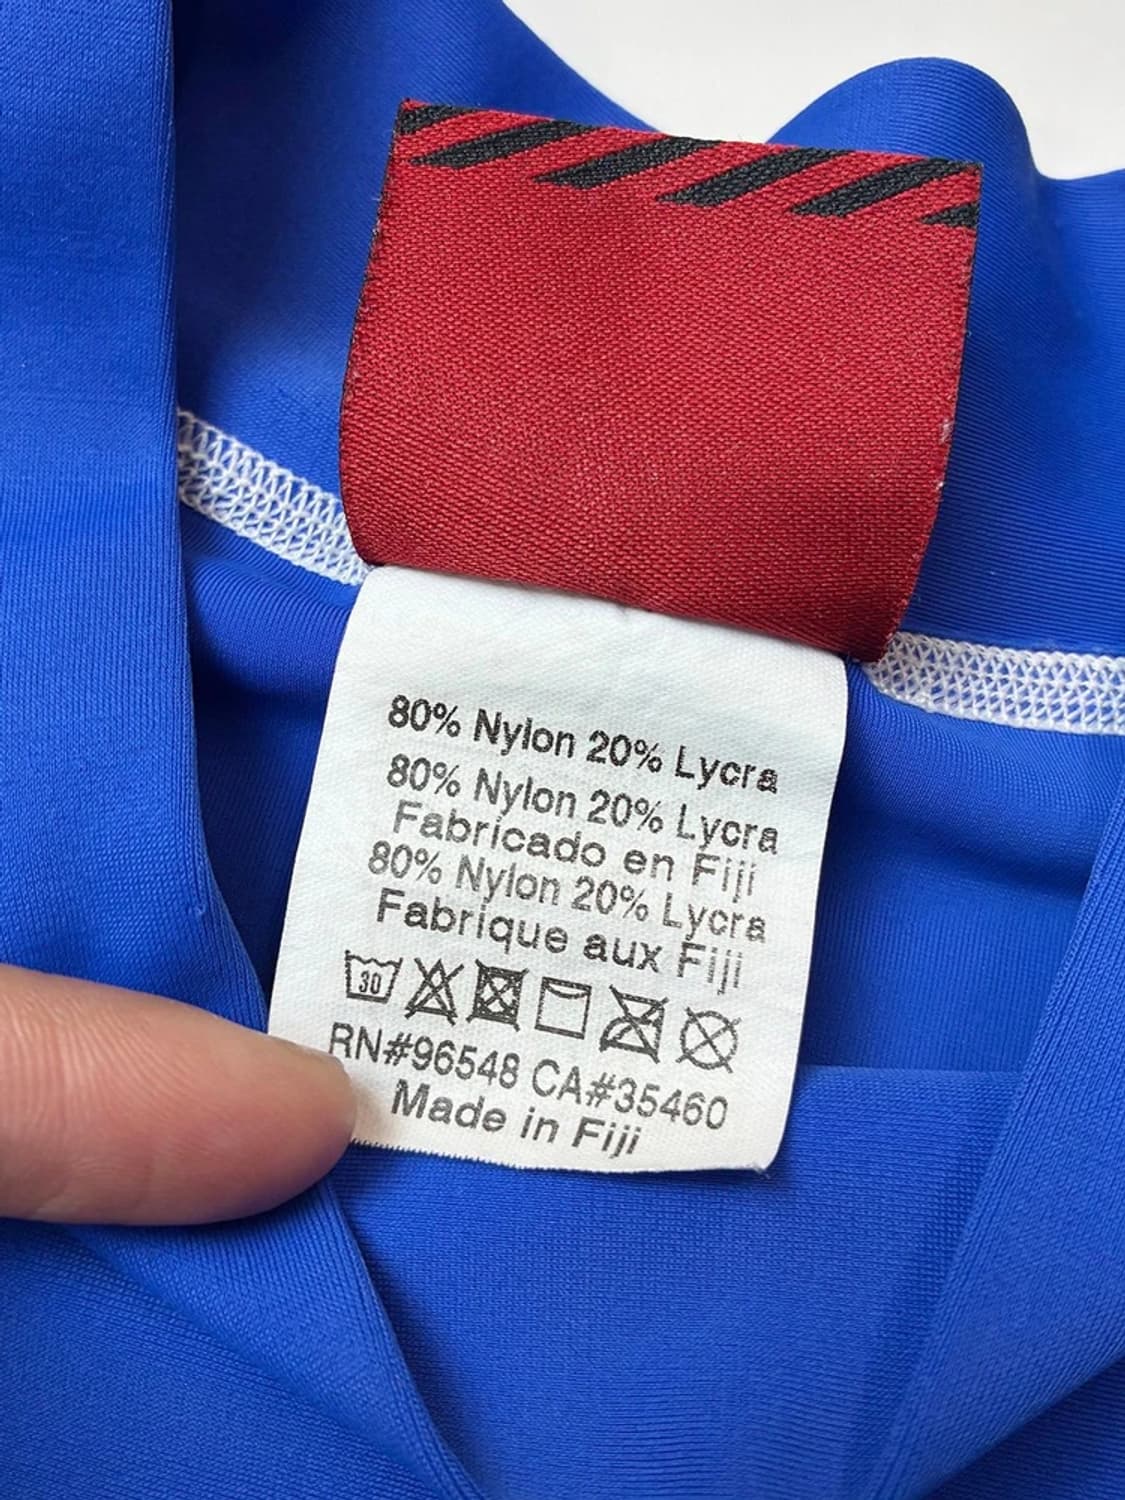 80% Nylon 20% Lycra
80% Nylon 20% Lycra
Fabricado en Fiji
80% Nylon 20% Lycra
Fabrique aux Fiji
30
RN#96548 CA#35460
Made in Fiji